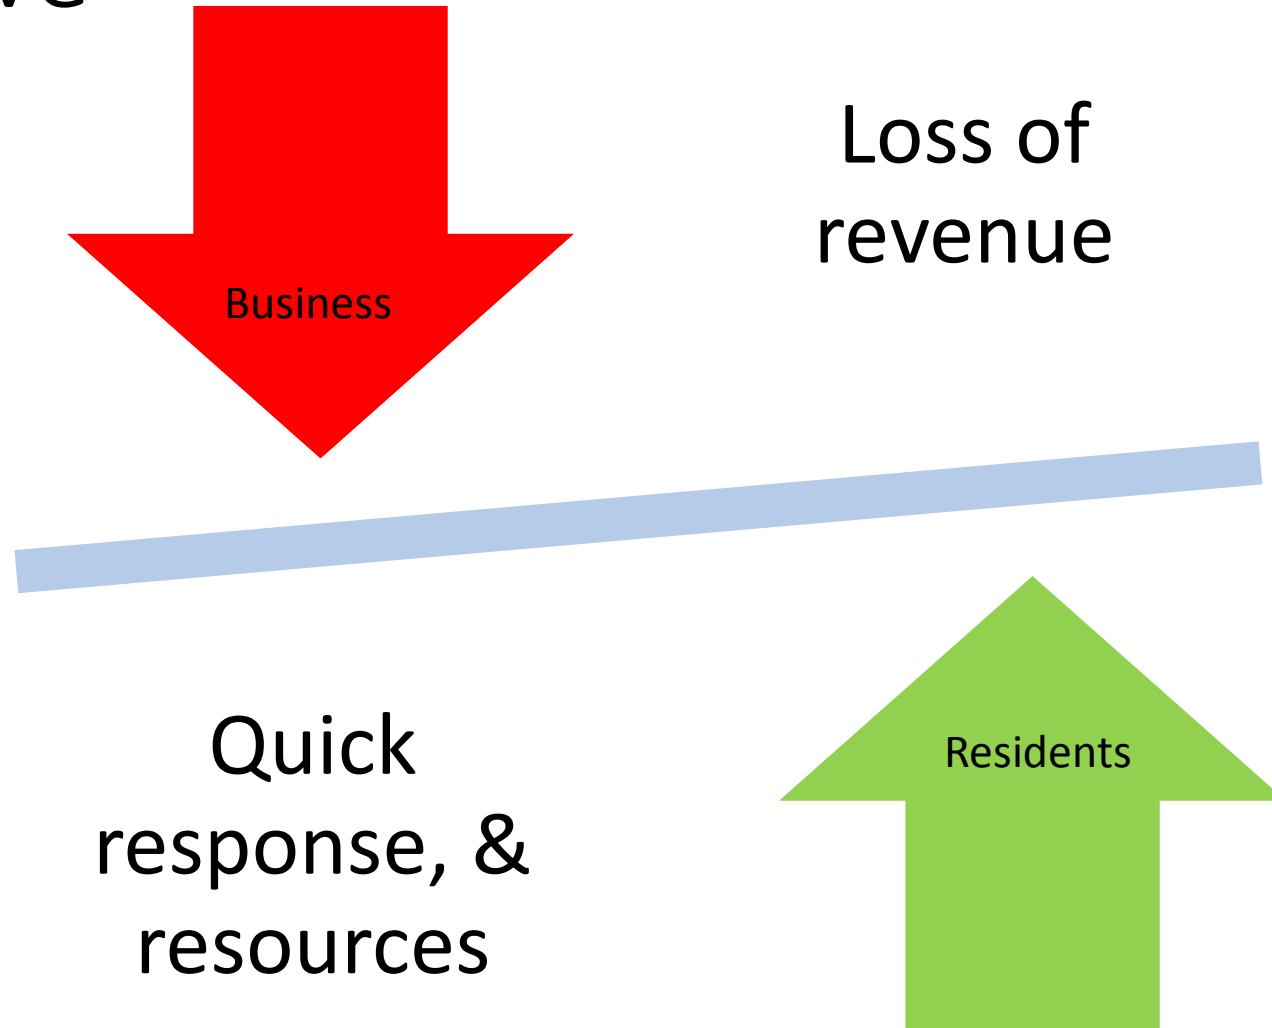 Loss of
revenue
Business
Quick
response, &
resources
Residents